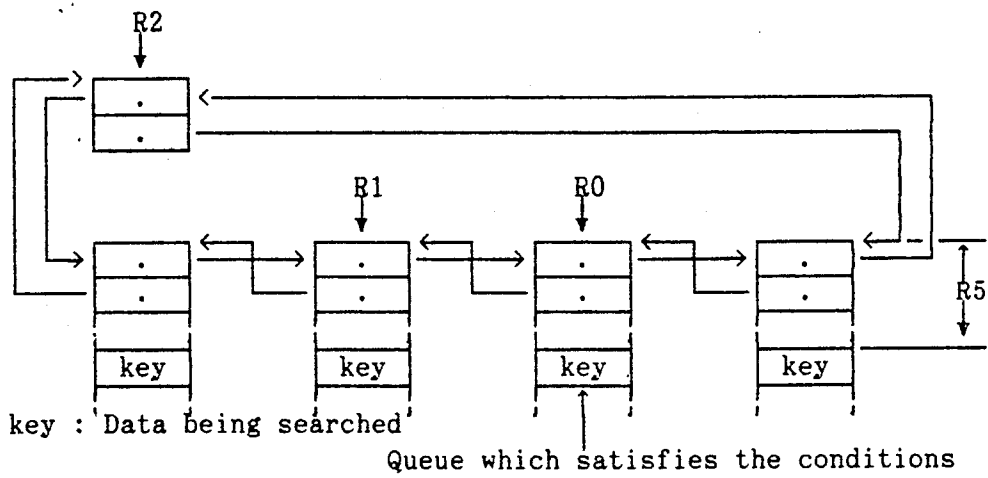 R2
R1 R0
R5
key key key key
key : Data being searched
Queue which satisfies the conditions